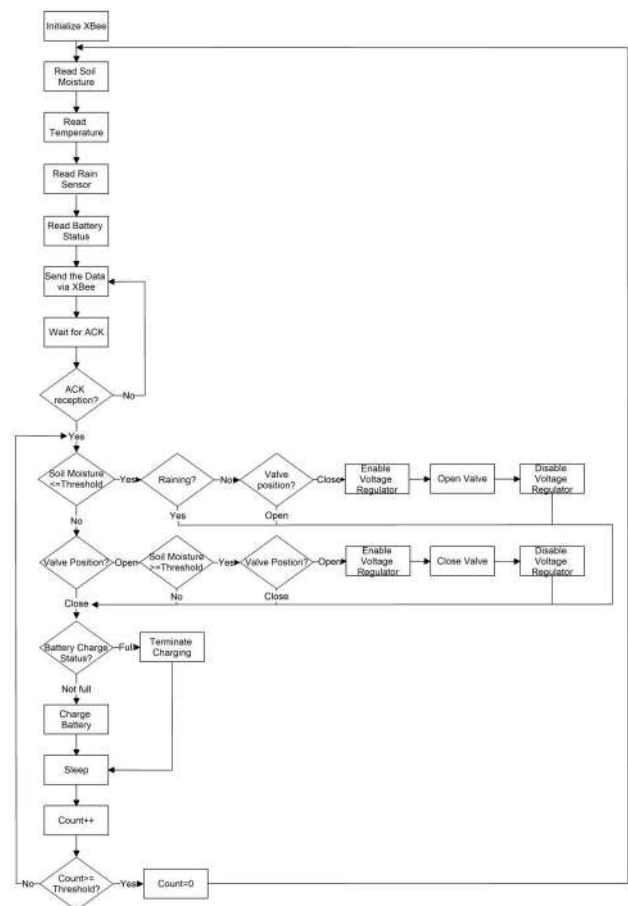 Initialize XBee
Read Soil
Moisture
Read
Temperature
Read Rain
Sensor
Read Battery
Status
Send the Data
via XBee
Wait for ACK
ACK
reception?
No
Yes
Soil Moisture
<=Threshold
Yes
Raining?
No
Valve
position?
Close
Enable
Voltage
Regulator
Open Valve
Disable
Voltage
Regulator
No
Yes
Open
Valve Position?
Open
Soil Moisture
>=Threshold
Yes
Valve Postion?
Open
Enable
Voltage
Regulator
Close Valve
Disable
Voltage
Regulator
Close
No
Close
Battery Charge
Status?
Full
Terminate
Charging
Not full
Charge
Battery
Sleep
Count++
No
Count>=
Threshold?
Yes
Count=0